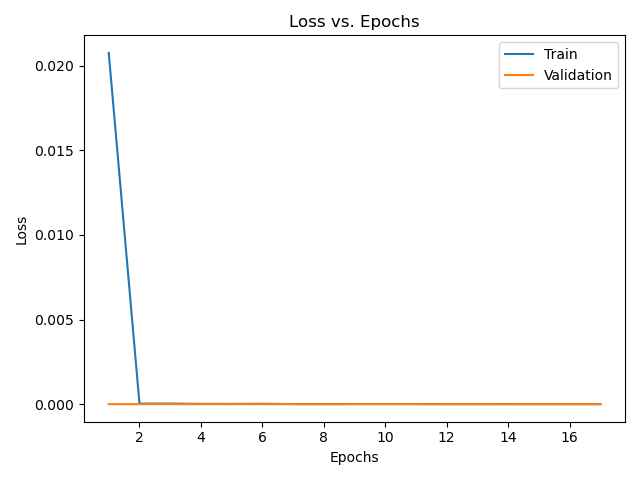 Loss vs. Epochs
Train
Validation
0.020
0.015
0.010
0.005
0.000
Loss
2 4 6 8 10 12 14 16
Epochs